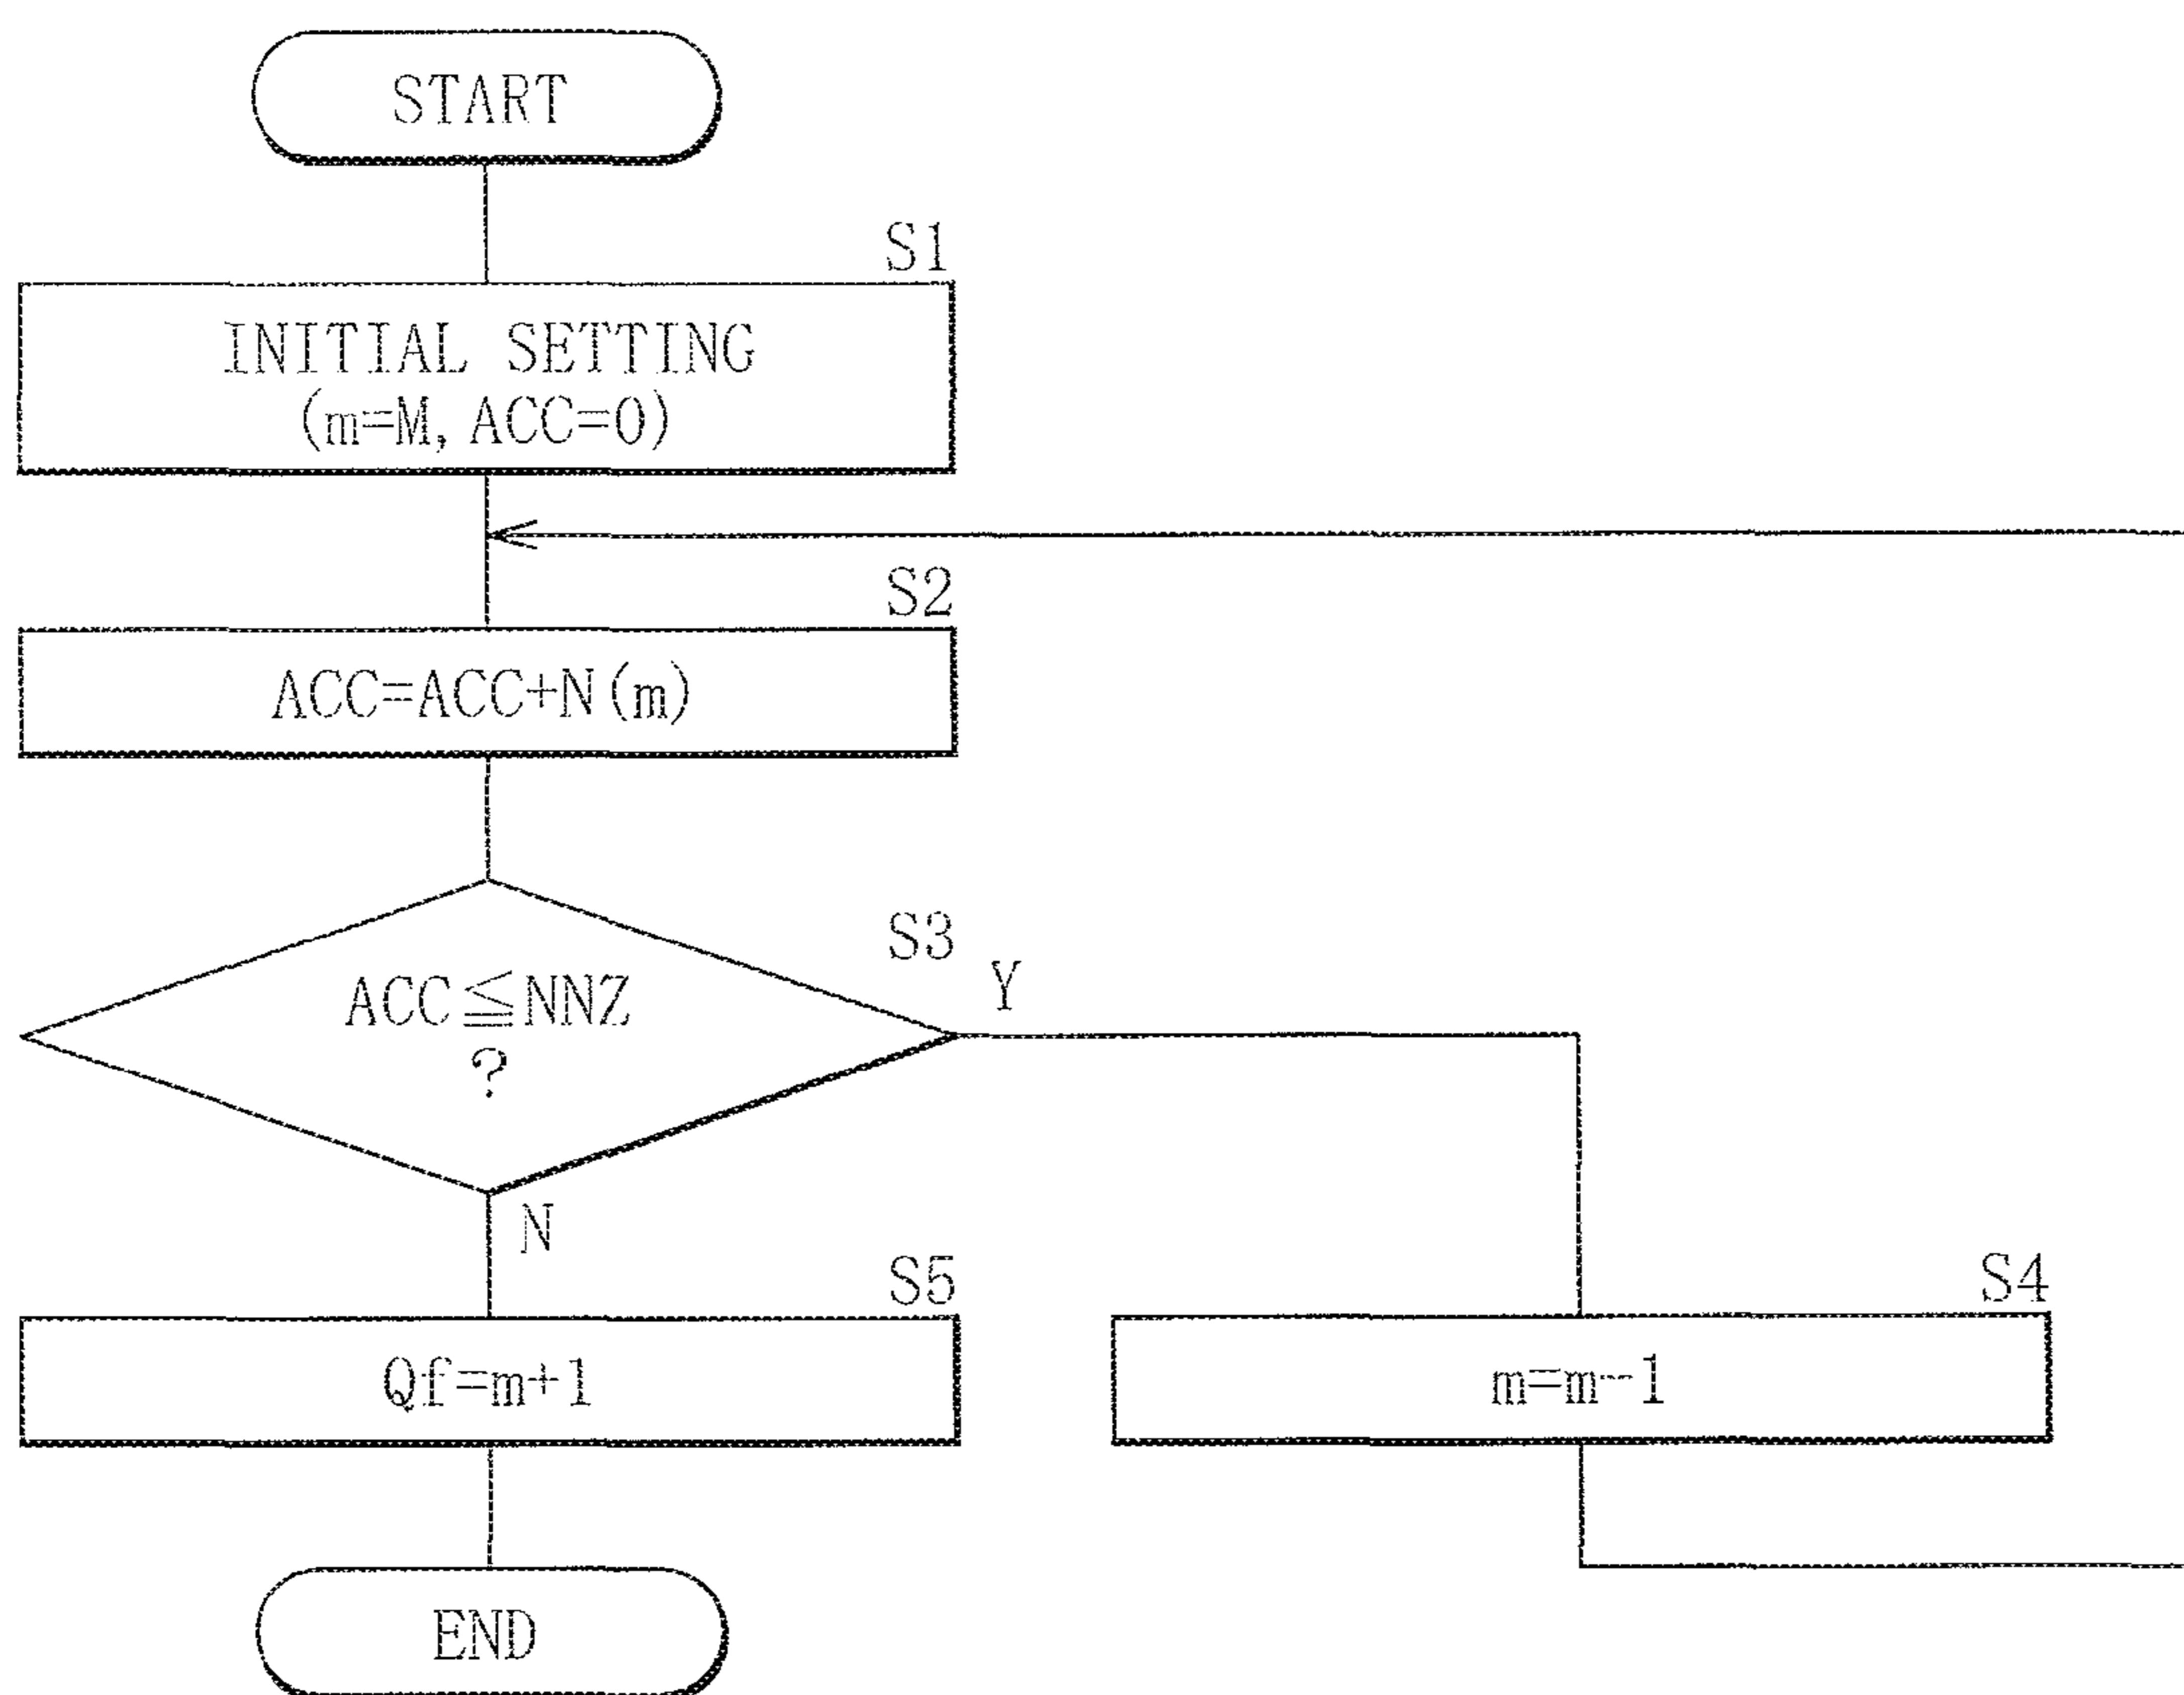 START
S1
INITIAL SETTING
(m=M, ACC=0)
S2
ACC=ACC+N(m)
S3
ACC≦NNZ
?
Y
N
S5
Qf=m+1
S4
m=m-1
END